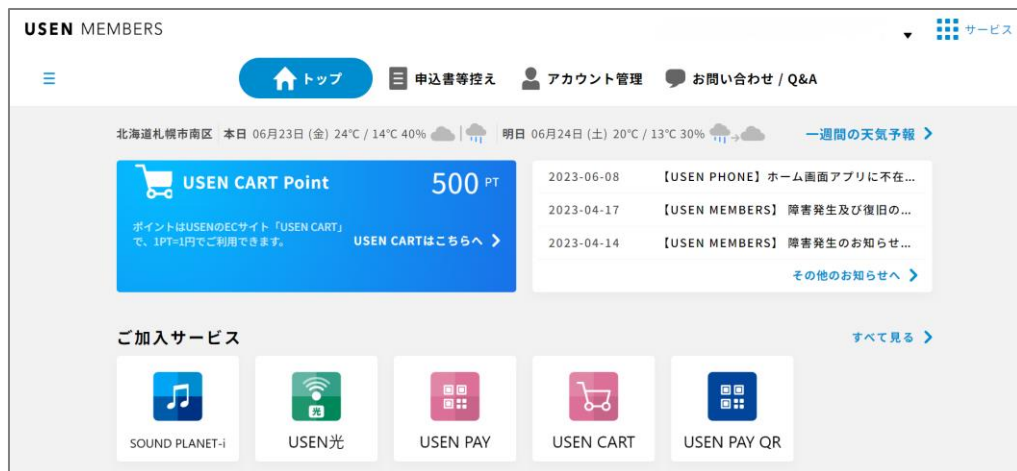 USEN MEMBERS
サービス
トップ
申込書等控え
アカウント管理
お問い合わせ / Q&A
北海道札幌市南区 本日 06月23日 (金) 24℃ / 14℃ 40% 明日 06月24日 (土) 20℃ / 13℃ 30% 一週間の天気予報
USEN CART Point 500 PT
ポイントはUSENのECサイト「USEN CART」
で、1PT=1円でご利用できます。
USEN CARTはこちらへ
2023-06-08 【USEN PHONE】ホーム画面アプリに不在...
2023-04-17 【USEN MEMBERS】 障害発生及び復旧の...
2023-04-14 【USEN MEMBERS】 障害発生のお知らせ...
その他のお知らせへ
ご加入サービス
すべて見る
光
SOUND PLANET-i
USEN光
USEN PAY
USEN CART
USEN PAY QR